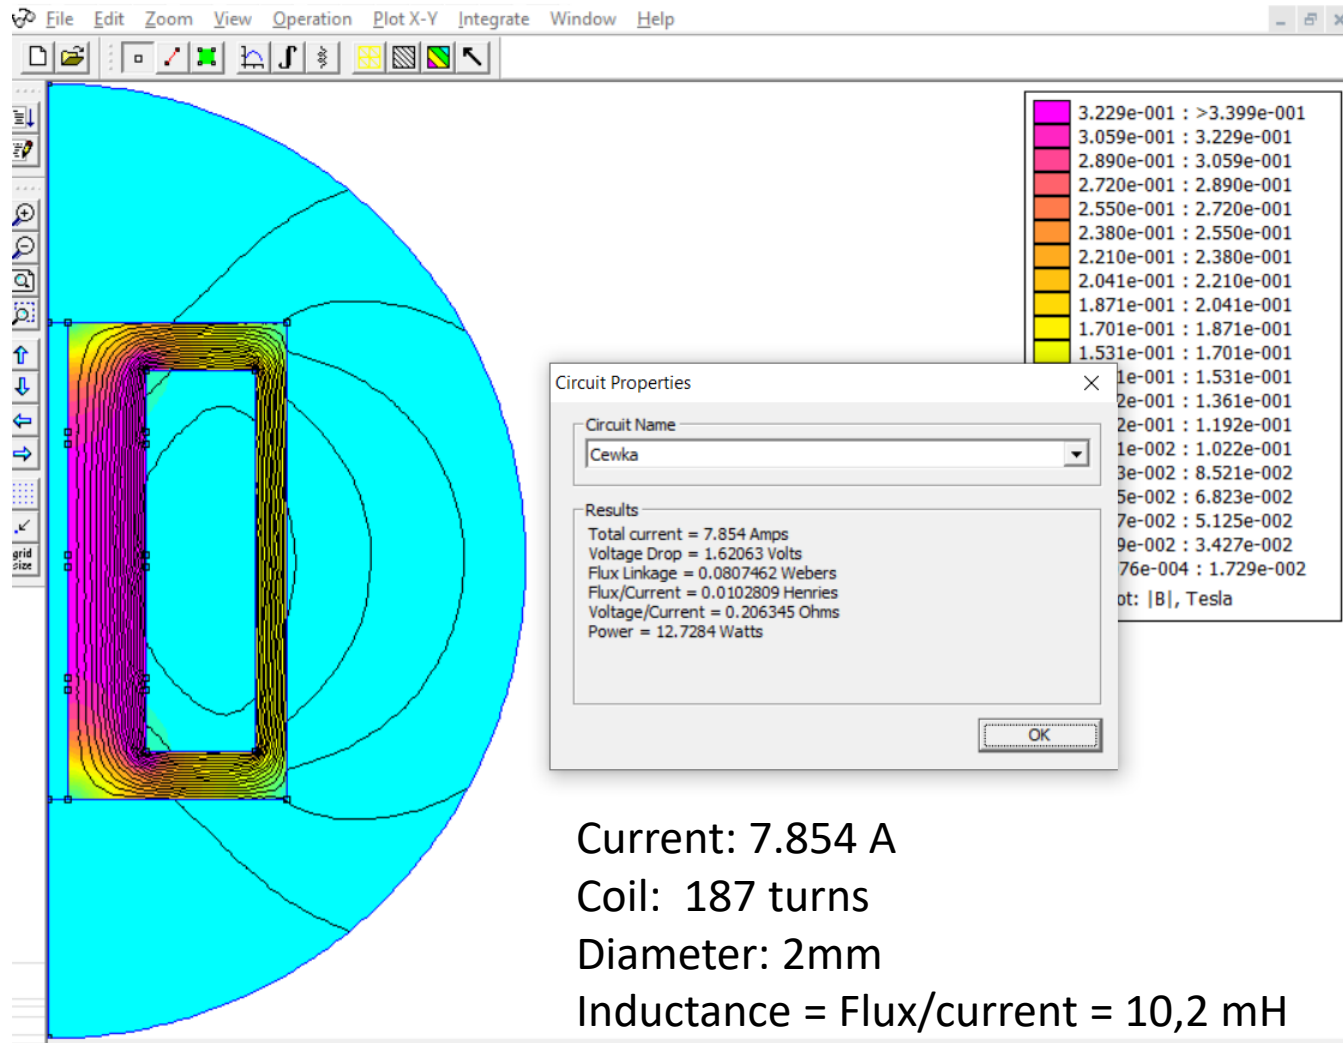 File Edit Zoom View Operation Plot X-Y Integrate Window Help
grid
size
3.229e-001 : >3.399e-001
3.059e-001 : 3.229e-001
2.890e-001 : 3.059e-001
2.720e-001 : 2.890e-001
2.550e-001 : 2.720e-001
2.380e-001 : 2.550e-001
2.210e-001 : 2.380e-001
2.041e-001 : 2.210e-001
1.871e-001 : 2.041e-001
1.701e-001 : 1.871e-001
1.531e-001 : 1.701e-001
1e-001 : 1.531e-001
2e-001 : 1.361e-001
2e-001 : 1.192e-001
1e-002 : 1.022e-001
3e-002 : 8.521e-002
5e-002 : 6.823e-002
7e-002 : 5.125e-002
9e-002 : 3.427e-002
76e-004 : 1.729e-002
ot: |B|, Tesla
Circuit Properties
Circuit Name
Cewka
Results
Total current = 7.854 Amps
Voltage Drop = 1.62063 Volts
Flux Linkage = 0.0807462 Webers
Flux/Current = 0.0102809 Henries
Voltage/Current = 0.206345 Ohms
Power = 12.7284 Watts
OK
Current: 7.854 A
Coil: 187 turns
Diameter: 2mm
Inductance = Flux/current = 10,2 mH